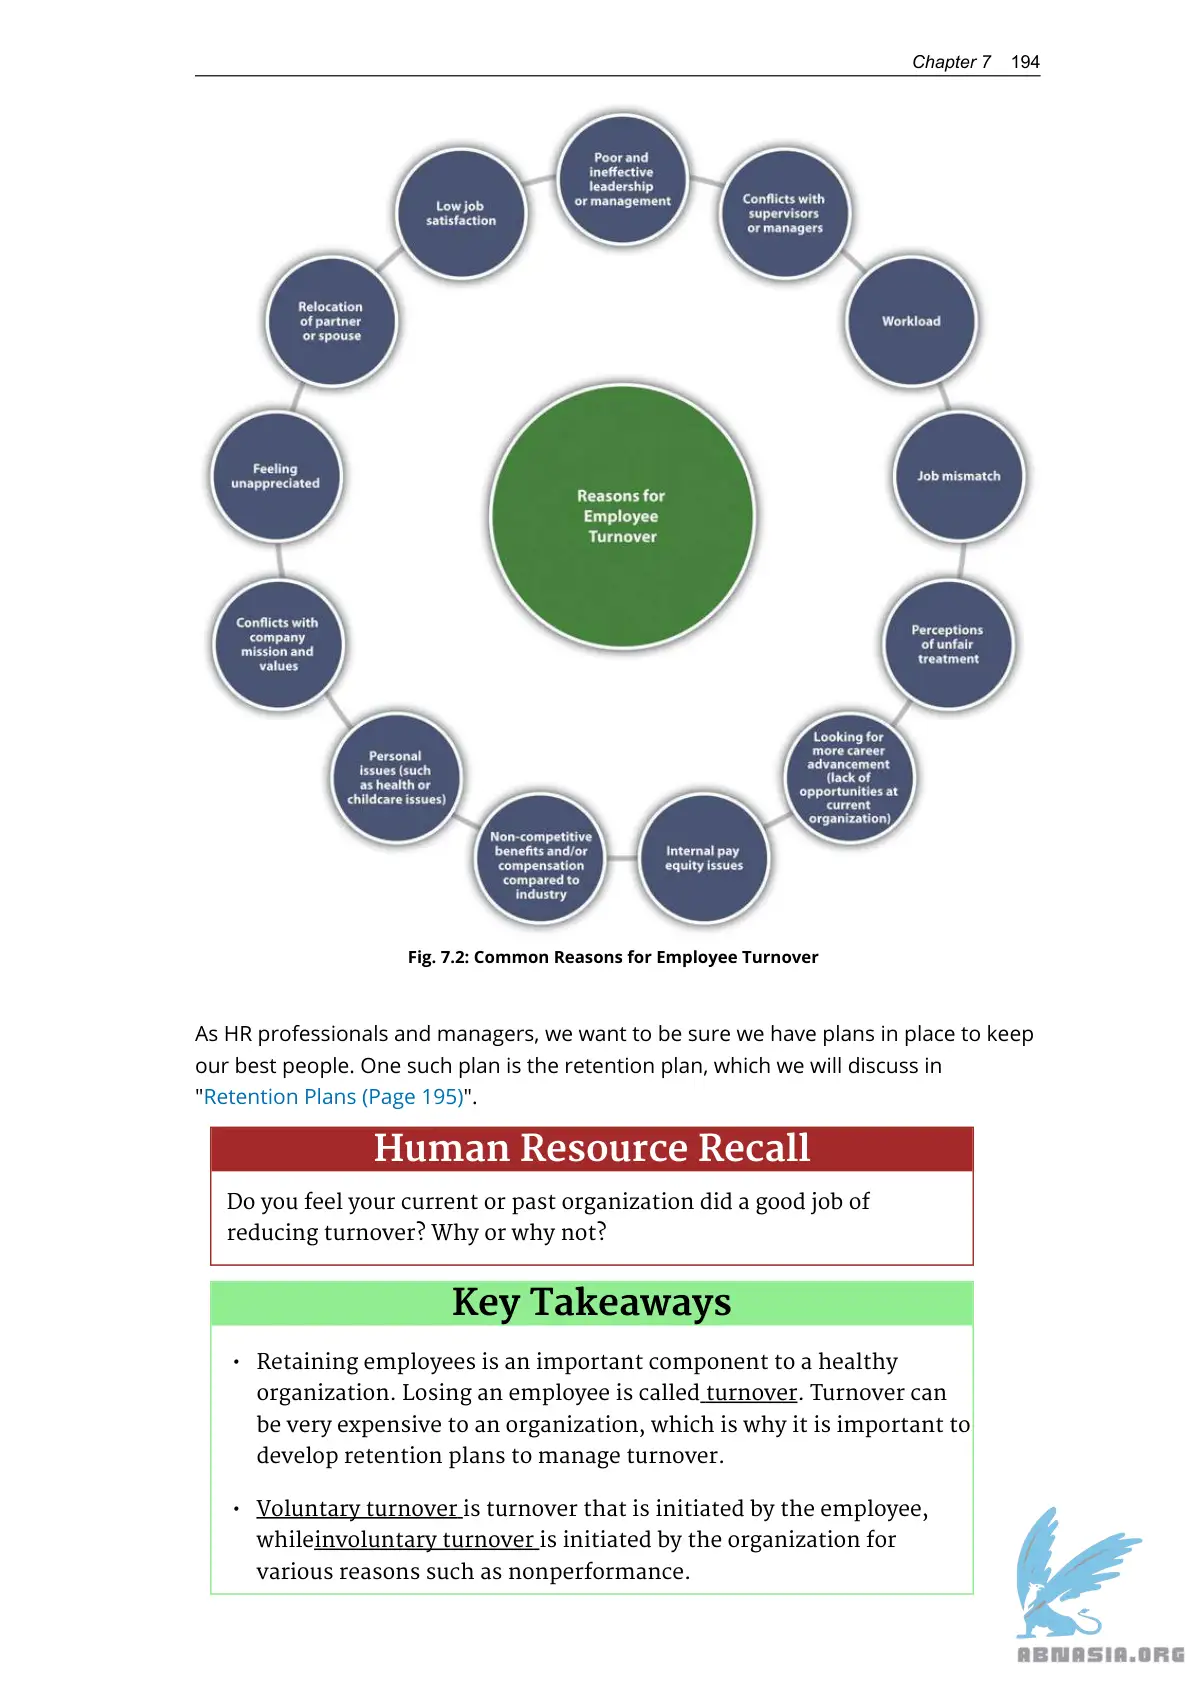 Chapter 7 194
Poor and
ineffective
leadership
or management
Conflicts with
supervisors
or managers
Workload
Job mismatch
Perceptions
of unfair
treatment
Looking for
more career
advancement
(lack of
opportunities at
current
organization)
Internal pay
equity issues
Non-competitive
benefits and/or
compensation
compared to
industry
Personal
issues (such
as health or
childcare issues)
Conflicts with
company
mission and
values
Feeling
unappreciated
Relocation
of partner
or spouse
Low job
satisfaction
Reasons for
Employee
Turnover
Fig. 7.2: Common Reasons for Employee Turnover
As HR professionals and managers, we want to be sure we have plans in place to keep
our best people. One such plan is the retention plan, which we will discuss in
"Retention Plans (Page 195)".
Human Resource Recall
Do you feel your current or past organization did a good job of
reducing turnover? Why or why not?
Key Takeaways
• Retaining employees is an important component to a healthy
organization. Losing an employee is called turnover. Turnover can
be very expensive to an organization, which is why it is important to
develop retention plans to manage turnover.
• Voluntary turnover is turnover that is initiated by the employee,
whileinvoluntary turnover is initiated by the organization for
various reasons such as nonperformance.
ABNASIA.ORG